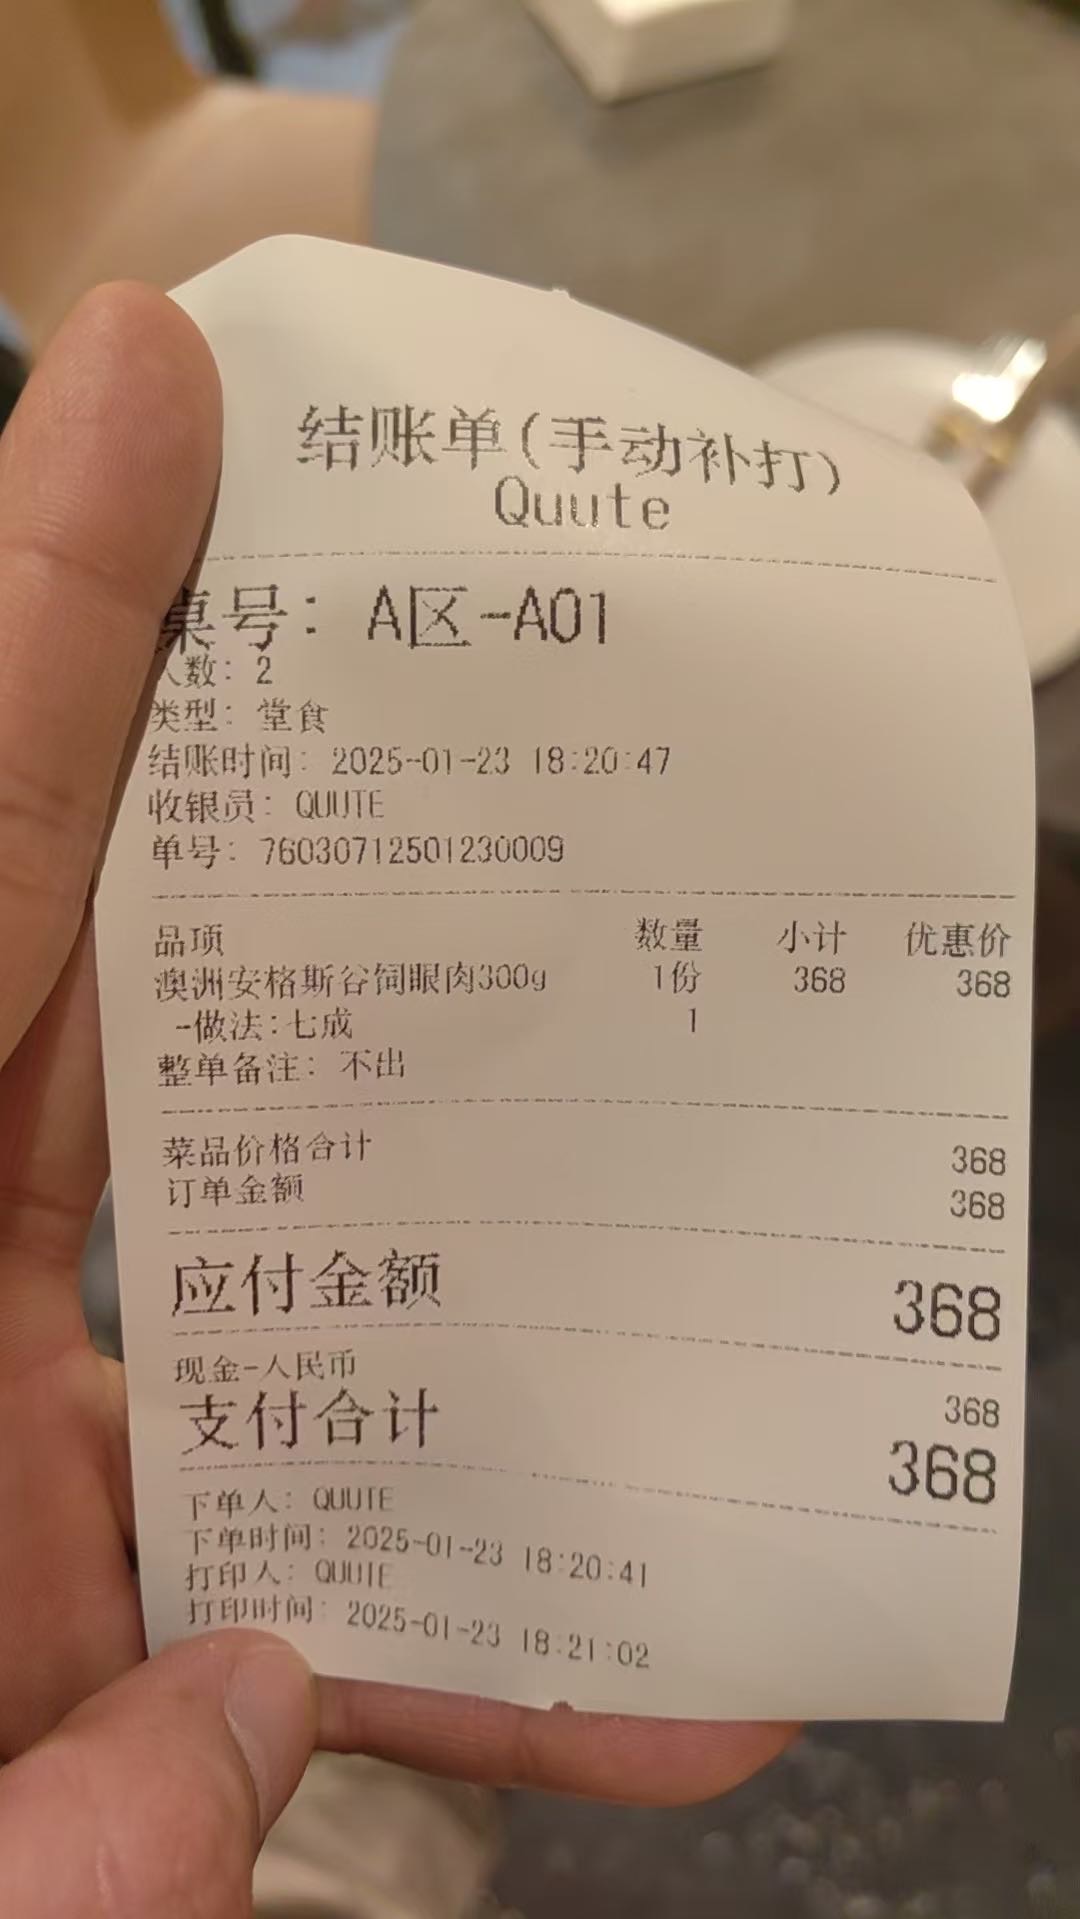 结账单(手动补打)
Quute
桌号: A区-A01
人数: 2
类型: 堂食
结账时间: 2025-01-23 18:20:47
收银员: QUUTE
单号: 76030712501230009
品项 数量 小计 优惠价
澳洲安格斯谷饲眼肉300g 1份 368 368
-做法:七成 1
整单备注: 不出
菜品价格合计 368
订单金额 368
应付金额 368
现金-人民币 368
支付合计 368
下单人: QUUTE
下单时间: 2025-01-23 18:20:41
打印人: QUUTE
打印时间: 2025-01-23 18:21:02